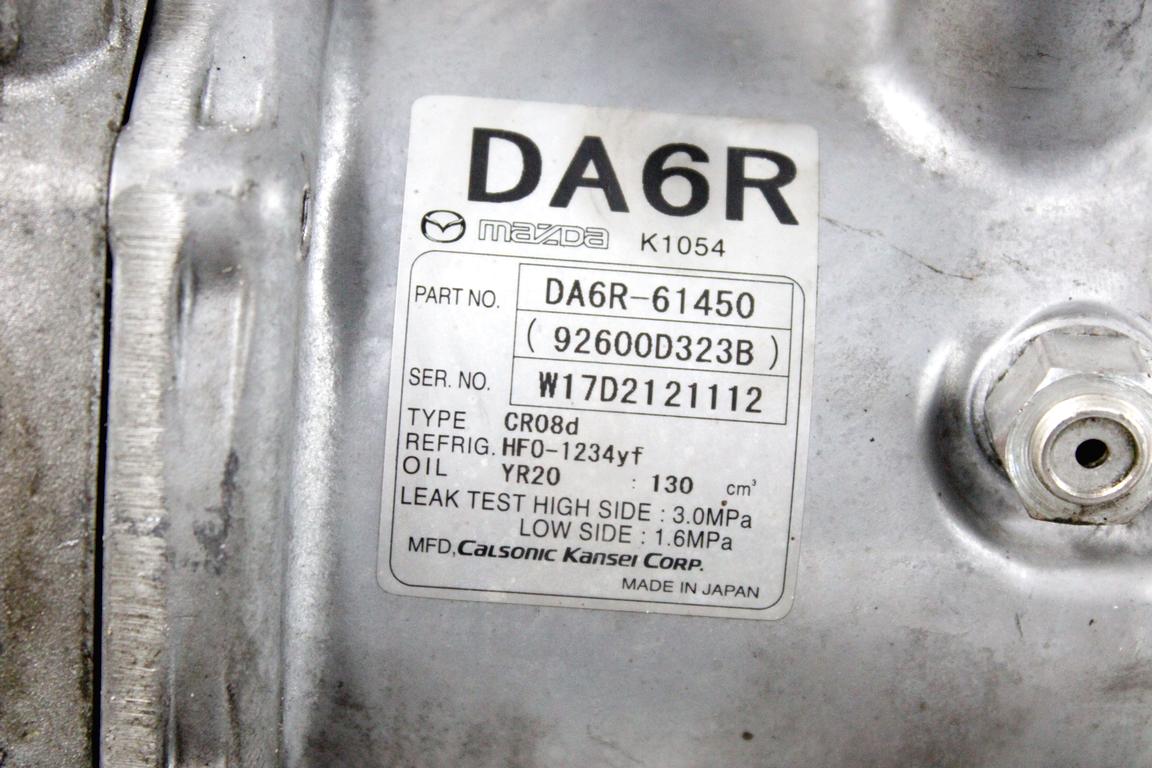 DA6R
mazda K1054
PART NO. DA6R-61450
( 92600D323B )
SER. NO. W17D2121112
TYPE CR08d
REFRIG. HFO-1234yf
OIL YR20 : 130 cm³
LEAK TEST HIGH SIDE : 3.0MPa
LOW SIDE : 1.6MPa
MFD, CALSONIC KANSEI CORP.
MADE IN JAPAN